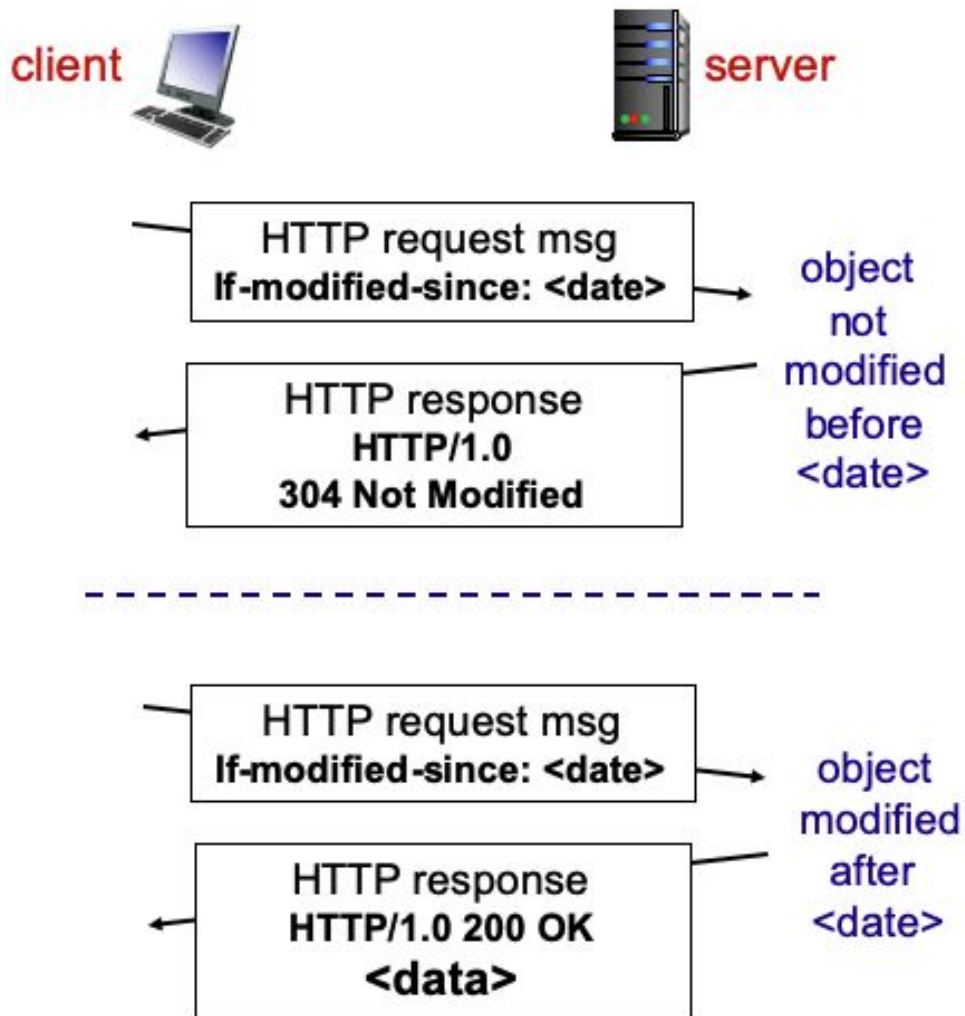 client
server
HTTP request msg
If-modified-since: <date>
object
not
modified
before
<date>
HTTP response
HTTP/1.0
304 Not Modified
HTTP request msg
If-modified-since: <date>
object
modified
after
<date>
HTTP response
HTTP/1.0 200 OK
<data>